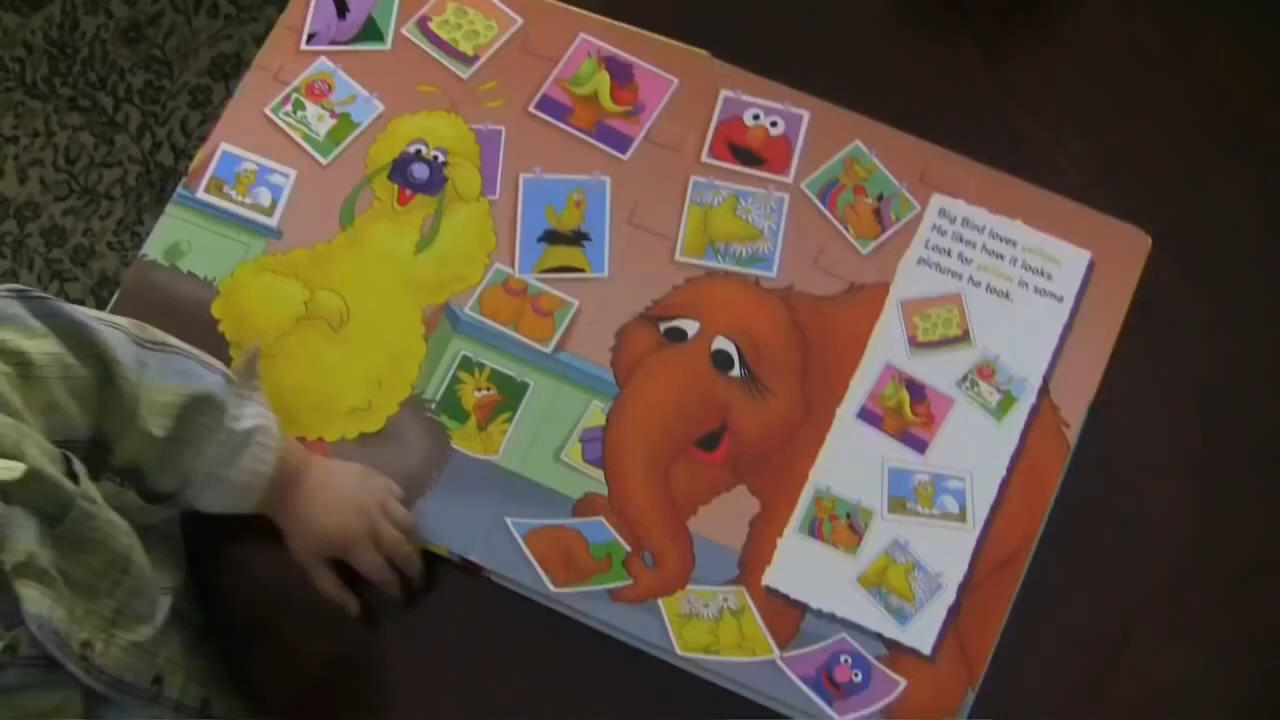 Big Bird loves yellow.
He likes how it looks.
Look for yellow in some
pictures he took.